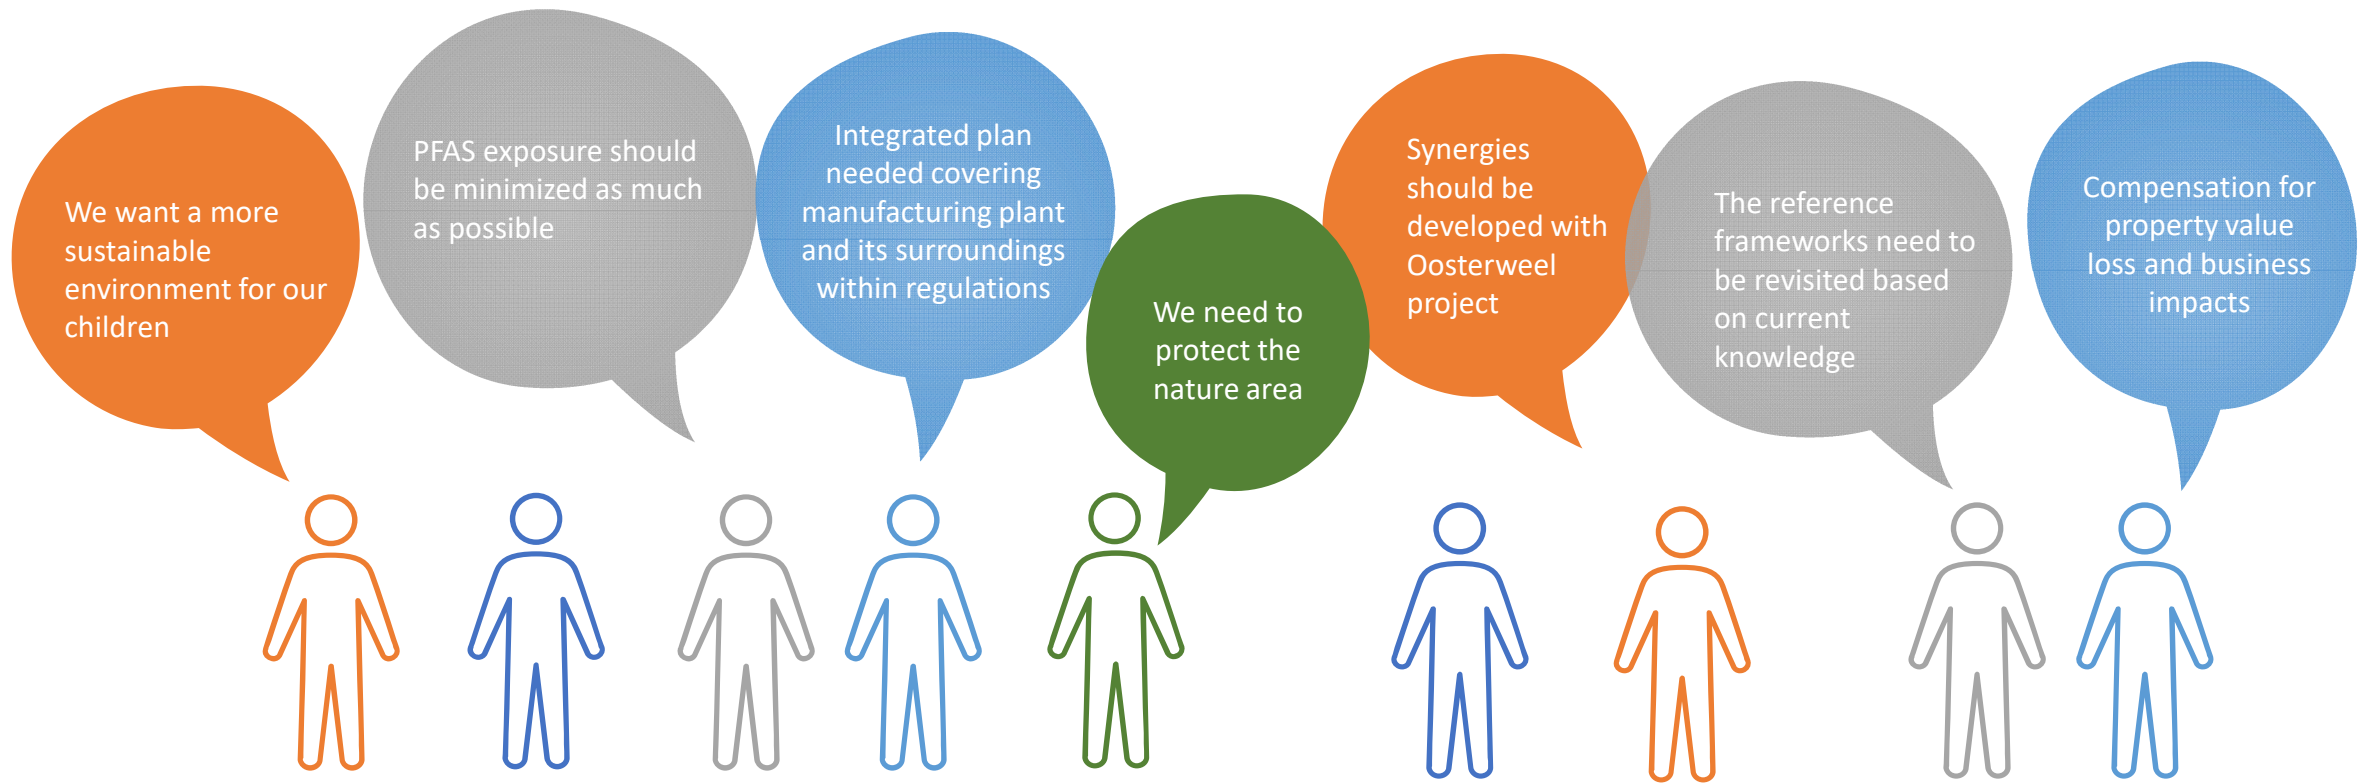 We want a more
sustainable
environment for our
children
PFAS exposure should
be minimized as much
as possible
Integrated plan
needed covering
manufacturing plant
and its surroundings
within regulations
We need to
protect the
nature area
Synergies
should be
developed with
Oosterweel
project
The reference
frameworks need to
be revisited based
on current
knowledge
Compensation for
property value
loss and business
impacts